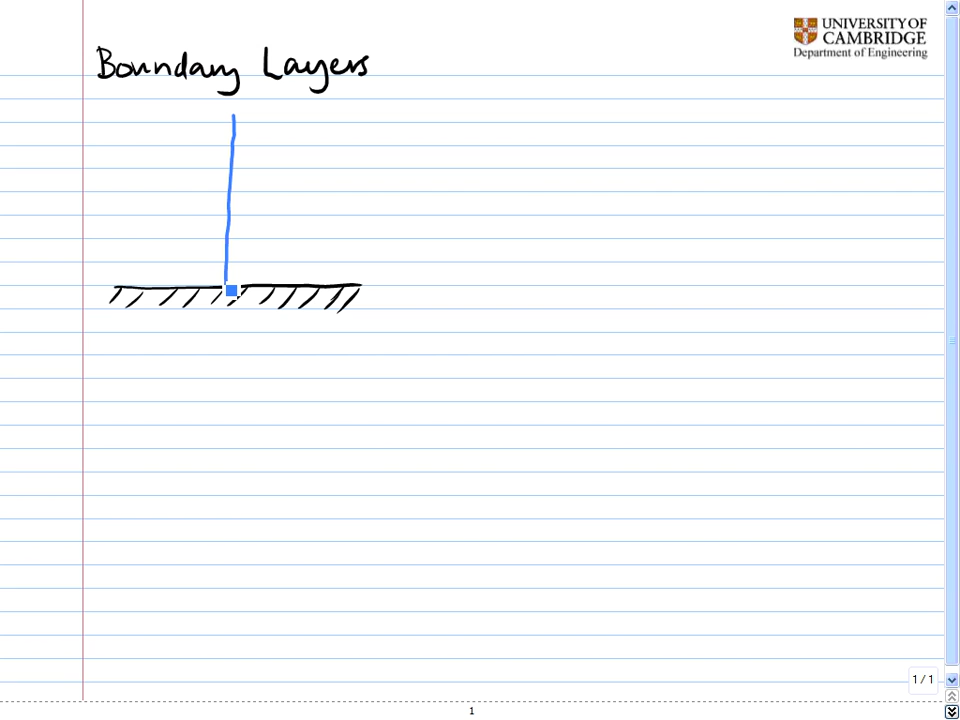 UNIVERSITY OF
CAMBRIDGE
Department of Engineering
Boundary Layers
1 / 1
1